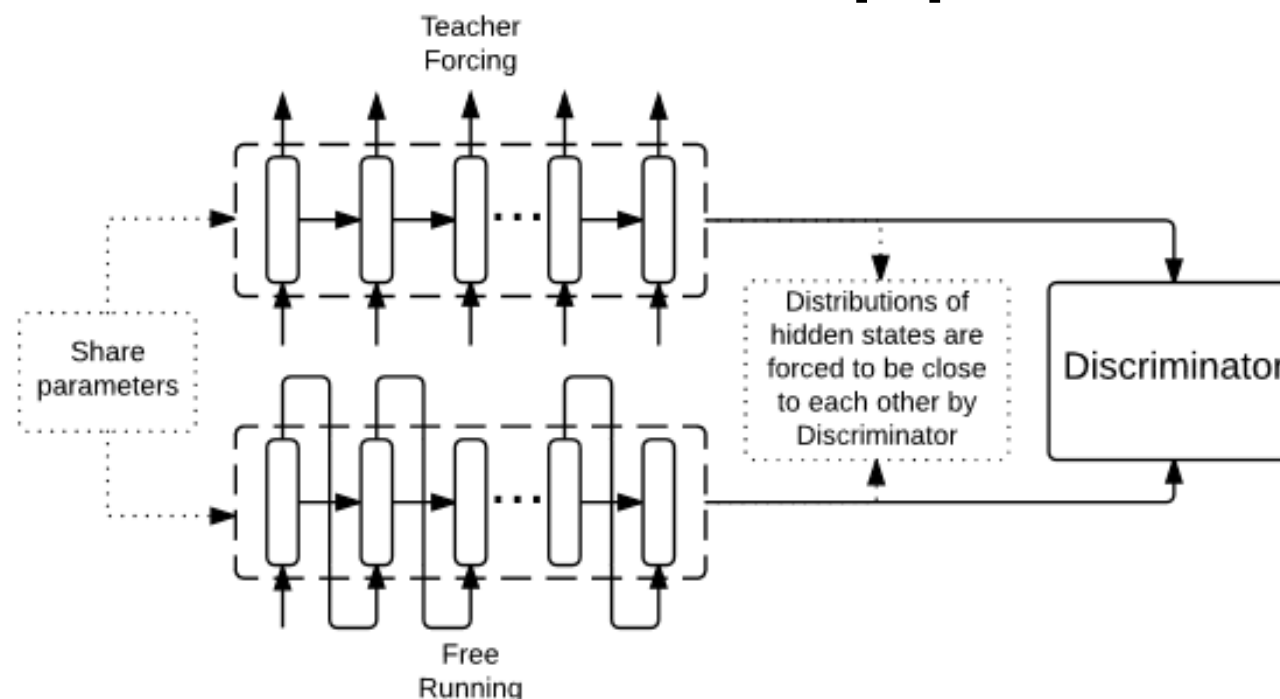 Teacher
Forcing
Share
parameters
Distributions of
hidden states are
forced to be close
to each other by
Discriminator
Discriminator
Free
Running